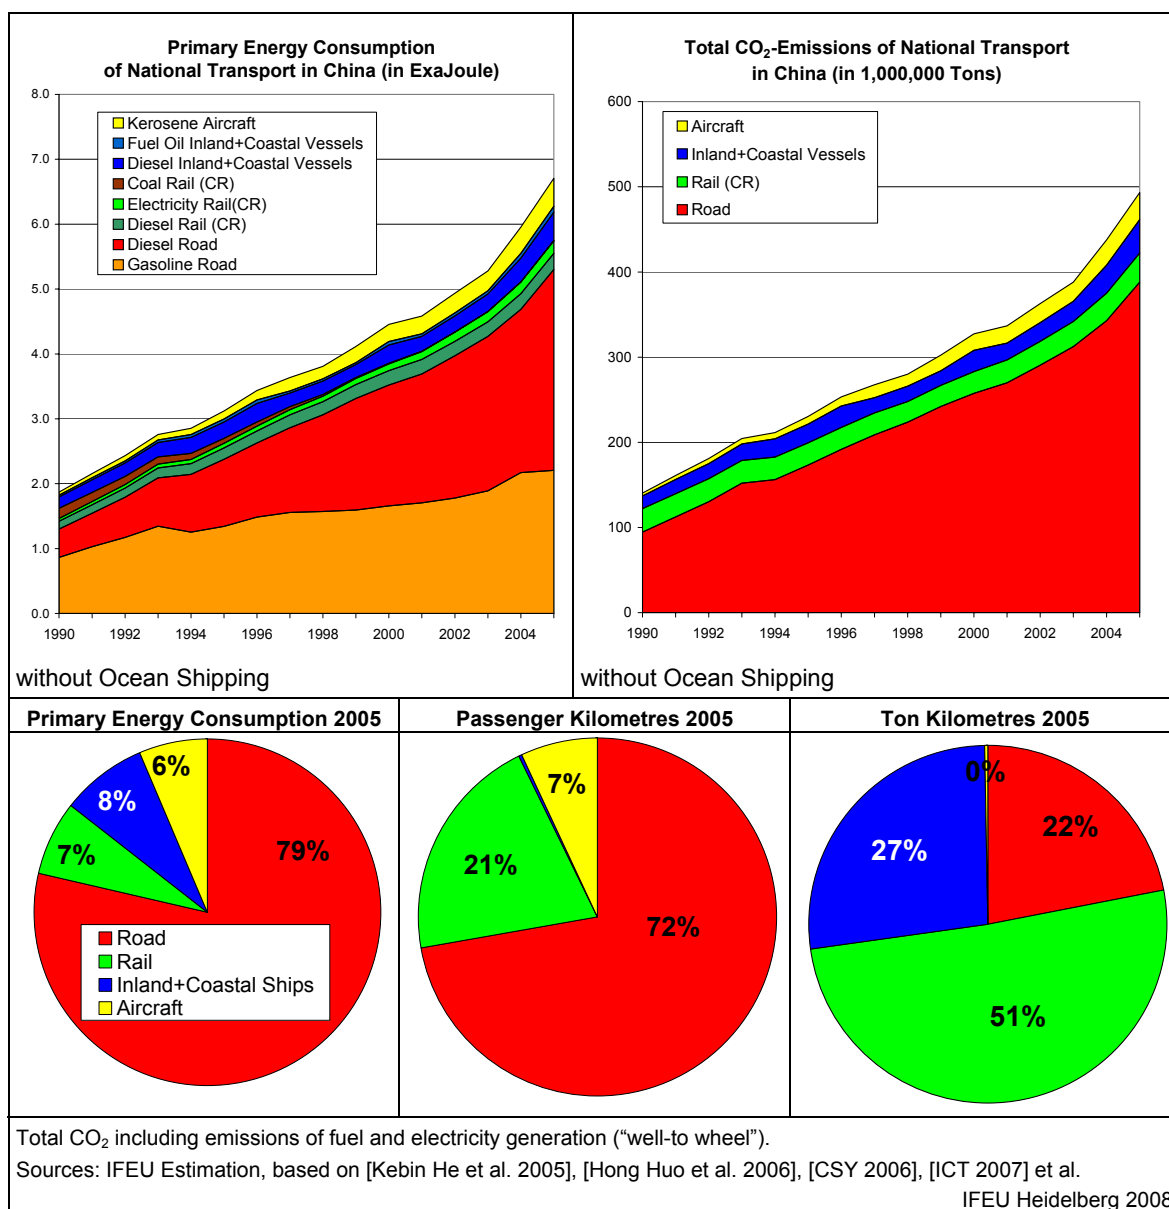 Primary Energy Consumption
of National Transport in China (in ExaJoule)
8.0
7.0
6.0
5.0
4.0
3.0
2.0
1.0
0.0
Kerosene Aircraft
Fuel Oil Inland+Coastal Vessels
Diesel Inland+Coastal Vessels
Coal Rail (CR)
Electricity Rail(CR)
Diesel Rail (CR)
Diesel Road
Gasoline Road
1990 1992 1994 1996 1998 2000 2002 2004
without Ocean Shipping
Total CO₂-Emissions of National Transport
in China (in 1,000,000 Tons)
600
500
400
300
200
100
0
Aircraft
Inland+Coastal Vessels
Rail (CR)
Road
1990 1992 1994 1996 1998 2000 2002 2004
without Ocean Shipping
Primary Energy Consumption 2005
6%
8%
7%
79%
Road
Rail
Inland+Coastal Ships
Aircraft
Passenger Kilometres 2005
7%
21%
72%
Ton Kilometres 2005
0%
22%
27%
51%
Total CO₂ including emissions of fuel and electricity generation (“well-to wheel”).
Sources: IFEU Estimation, based on [Kebin He et al. 2005], [Hong Huo et al. 2006], [CSY 2006], [ICT 2007] et al.
IFEU Heidelberg 2008